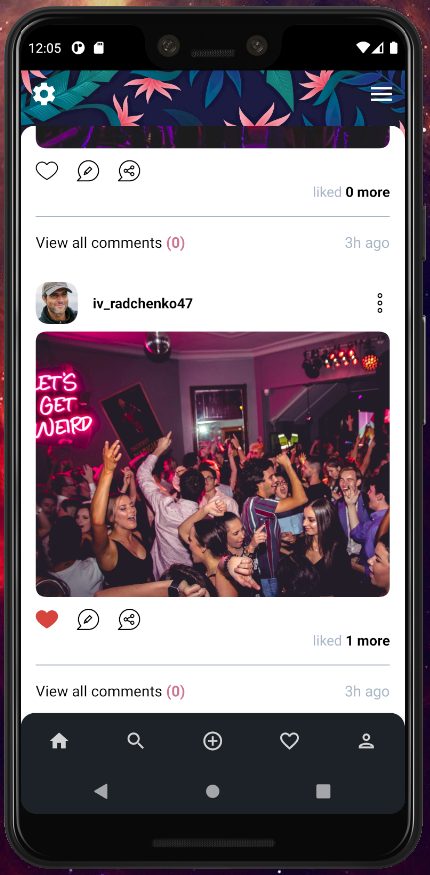 12:05
liked 0 more
View all comments (0) 3h ago
iv_radchenko47
LET'S
GET
WEIRD
liked 1 more
View all comments (0) 3h ago